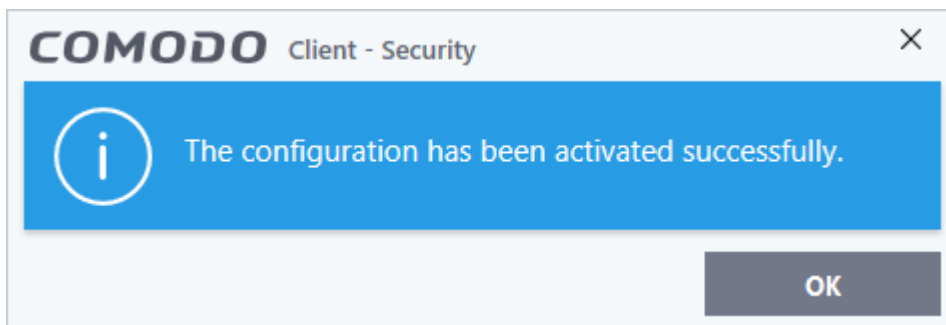 COMODO Client - Security
The configuration has been activated successfully.
OK